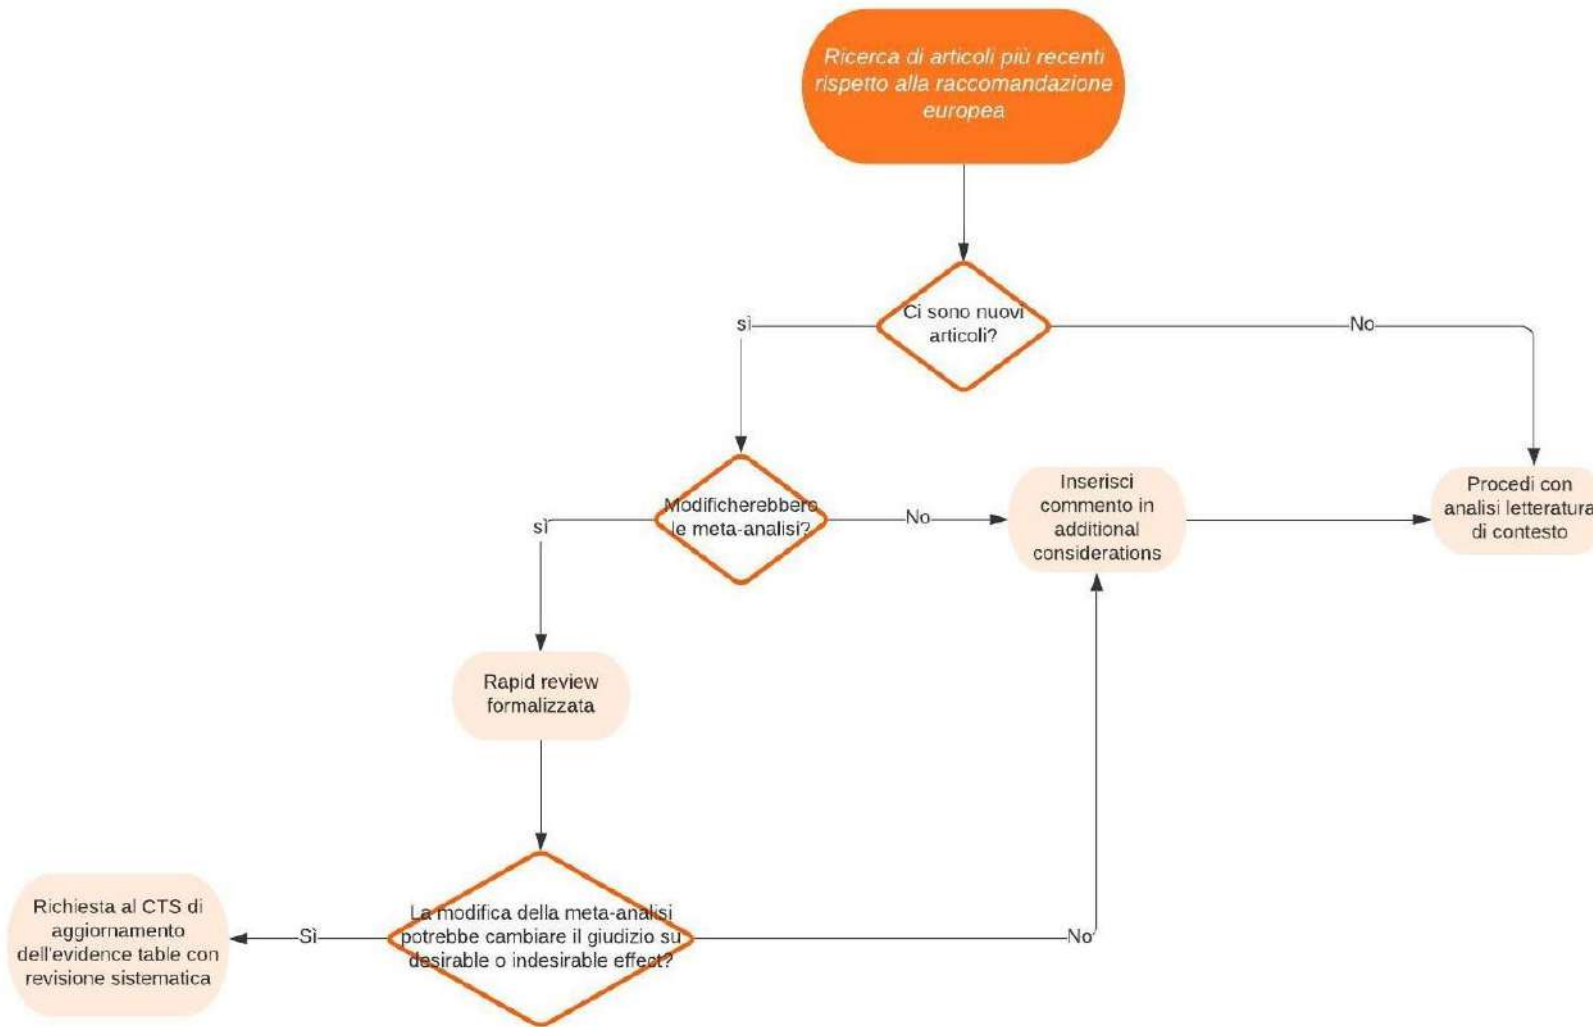 Ricerca di articoli più recenti
rispetto alla raccomandazione
europea
Ci sono nuovi
articoli?
sì
No
Modificherebbero
le meta-analisi?
sì
No
Inserisci
commento in
additional
considerations
Procedi con
analisi letteratura
di contesto
Rapid review
formalizzata
La modifica della meta-analisi
potrebbe cambiare il giudizio su
desirable o indesirable effect?
Sì
No
Richiesta al CTS di
aggiornamento
dell'evidence table con
revisione sistematica